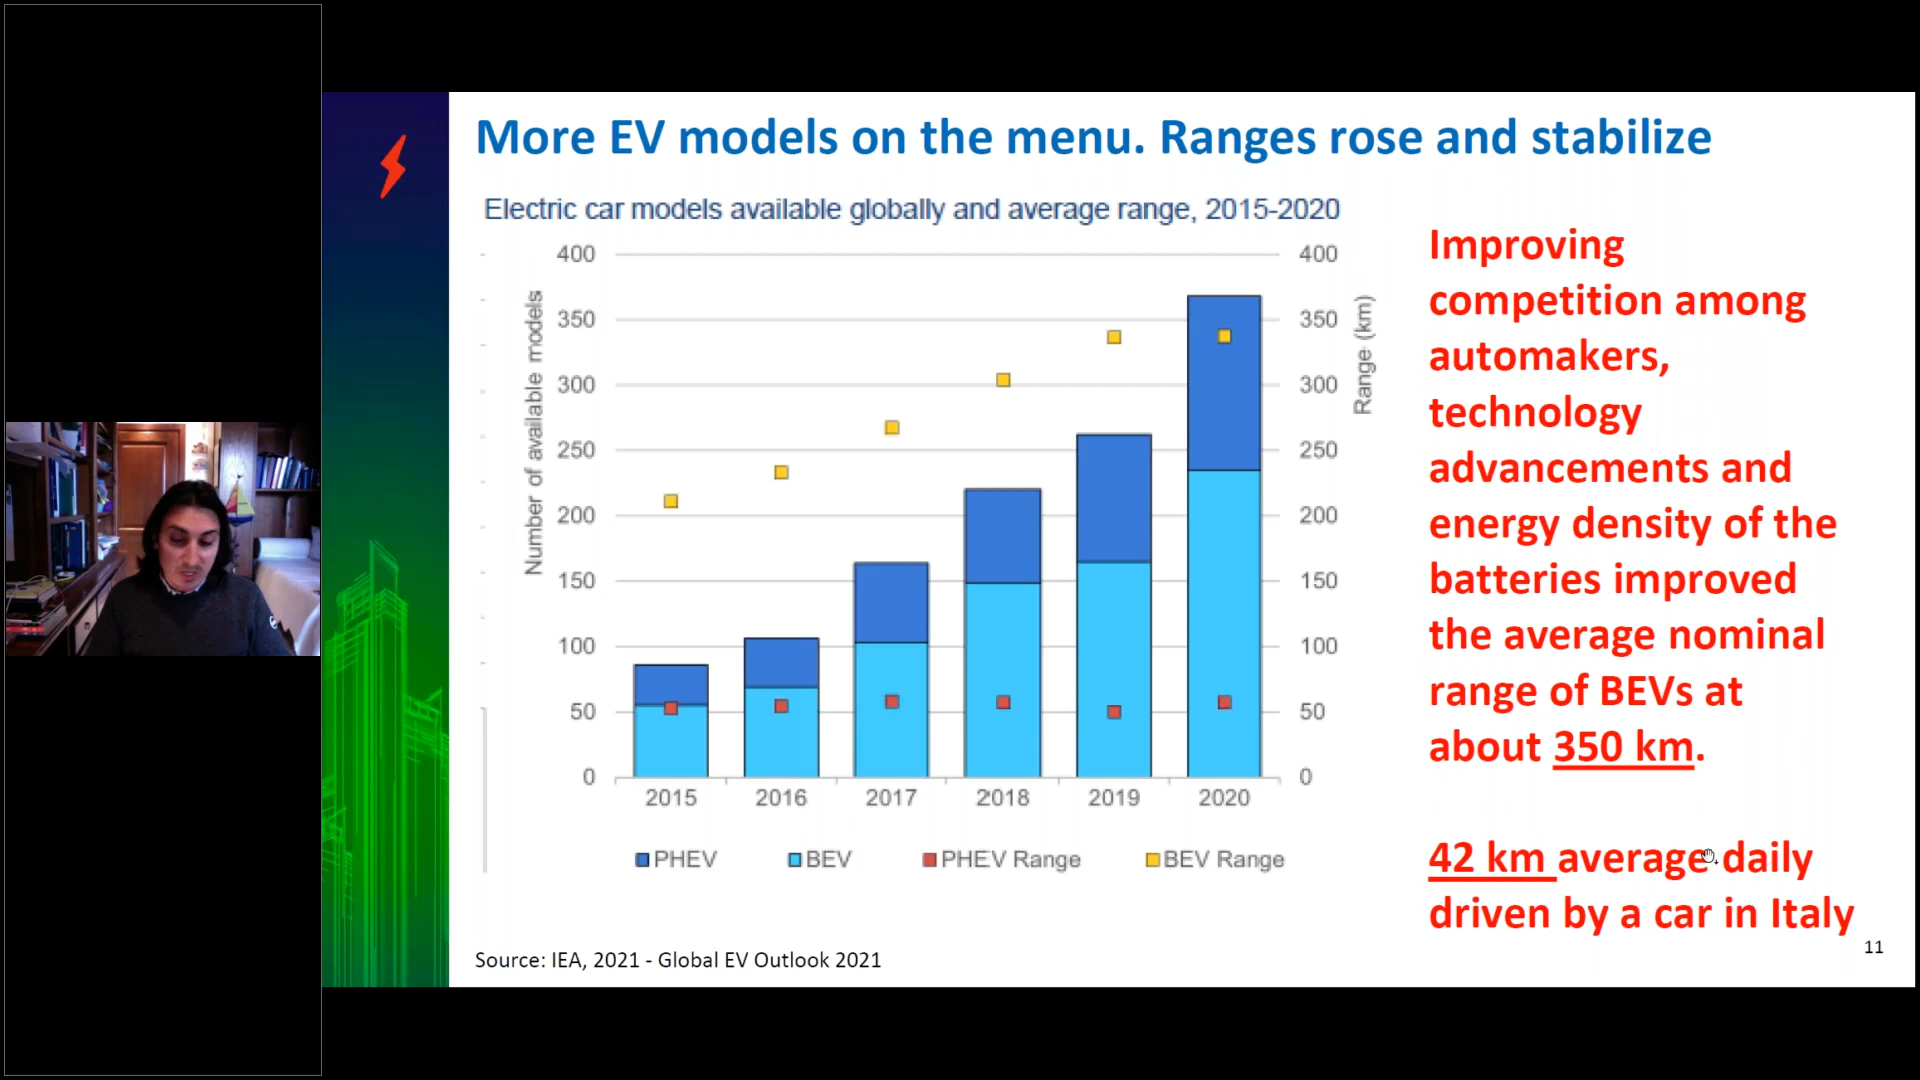 More EV models on the menu. Ranges rose and stabilize
Electric car models available globally and average range, 2015-2020
Number of available models
400
350
300
250
200
150
100
50
0
400
350
300
250
200
150
100
50
0
Range (km)
2015 2016 2017 2018 2019 2020
PHEV BEV PHEV Range BEV Range
Improving
competition among
automakers,
technology
advancements and
energy density of the
batteries improved
the average nominal
range of BEVs at
about 350 km.
42 km average daily
driven by a car in Italy
Source: IEA, 2021 - Global EV Outlook 2021
11